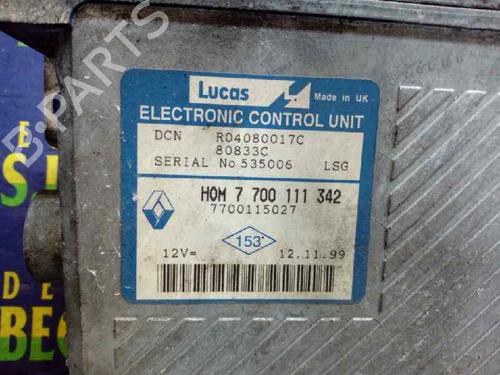 Lucas
Made in UK
ELECTRONIC CONTROL UNIT
DCN R04080017C
80833C
SERIAL No 535006 LSG
HOM 7 700 111 342
7700115027
153
12V= 12.11.99